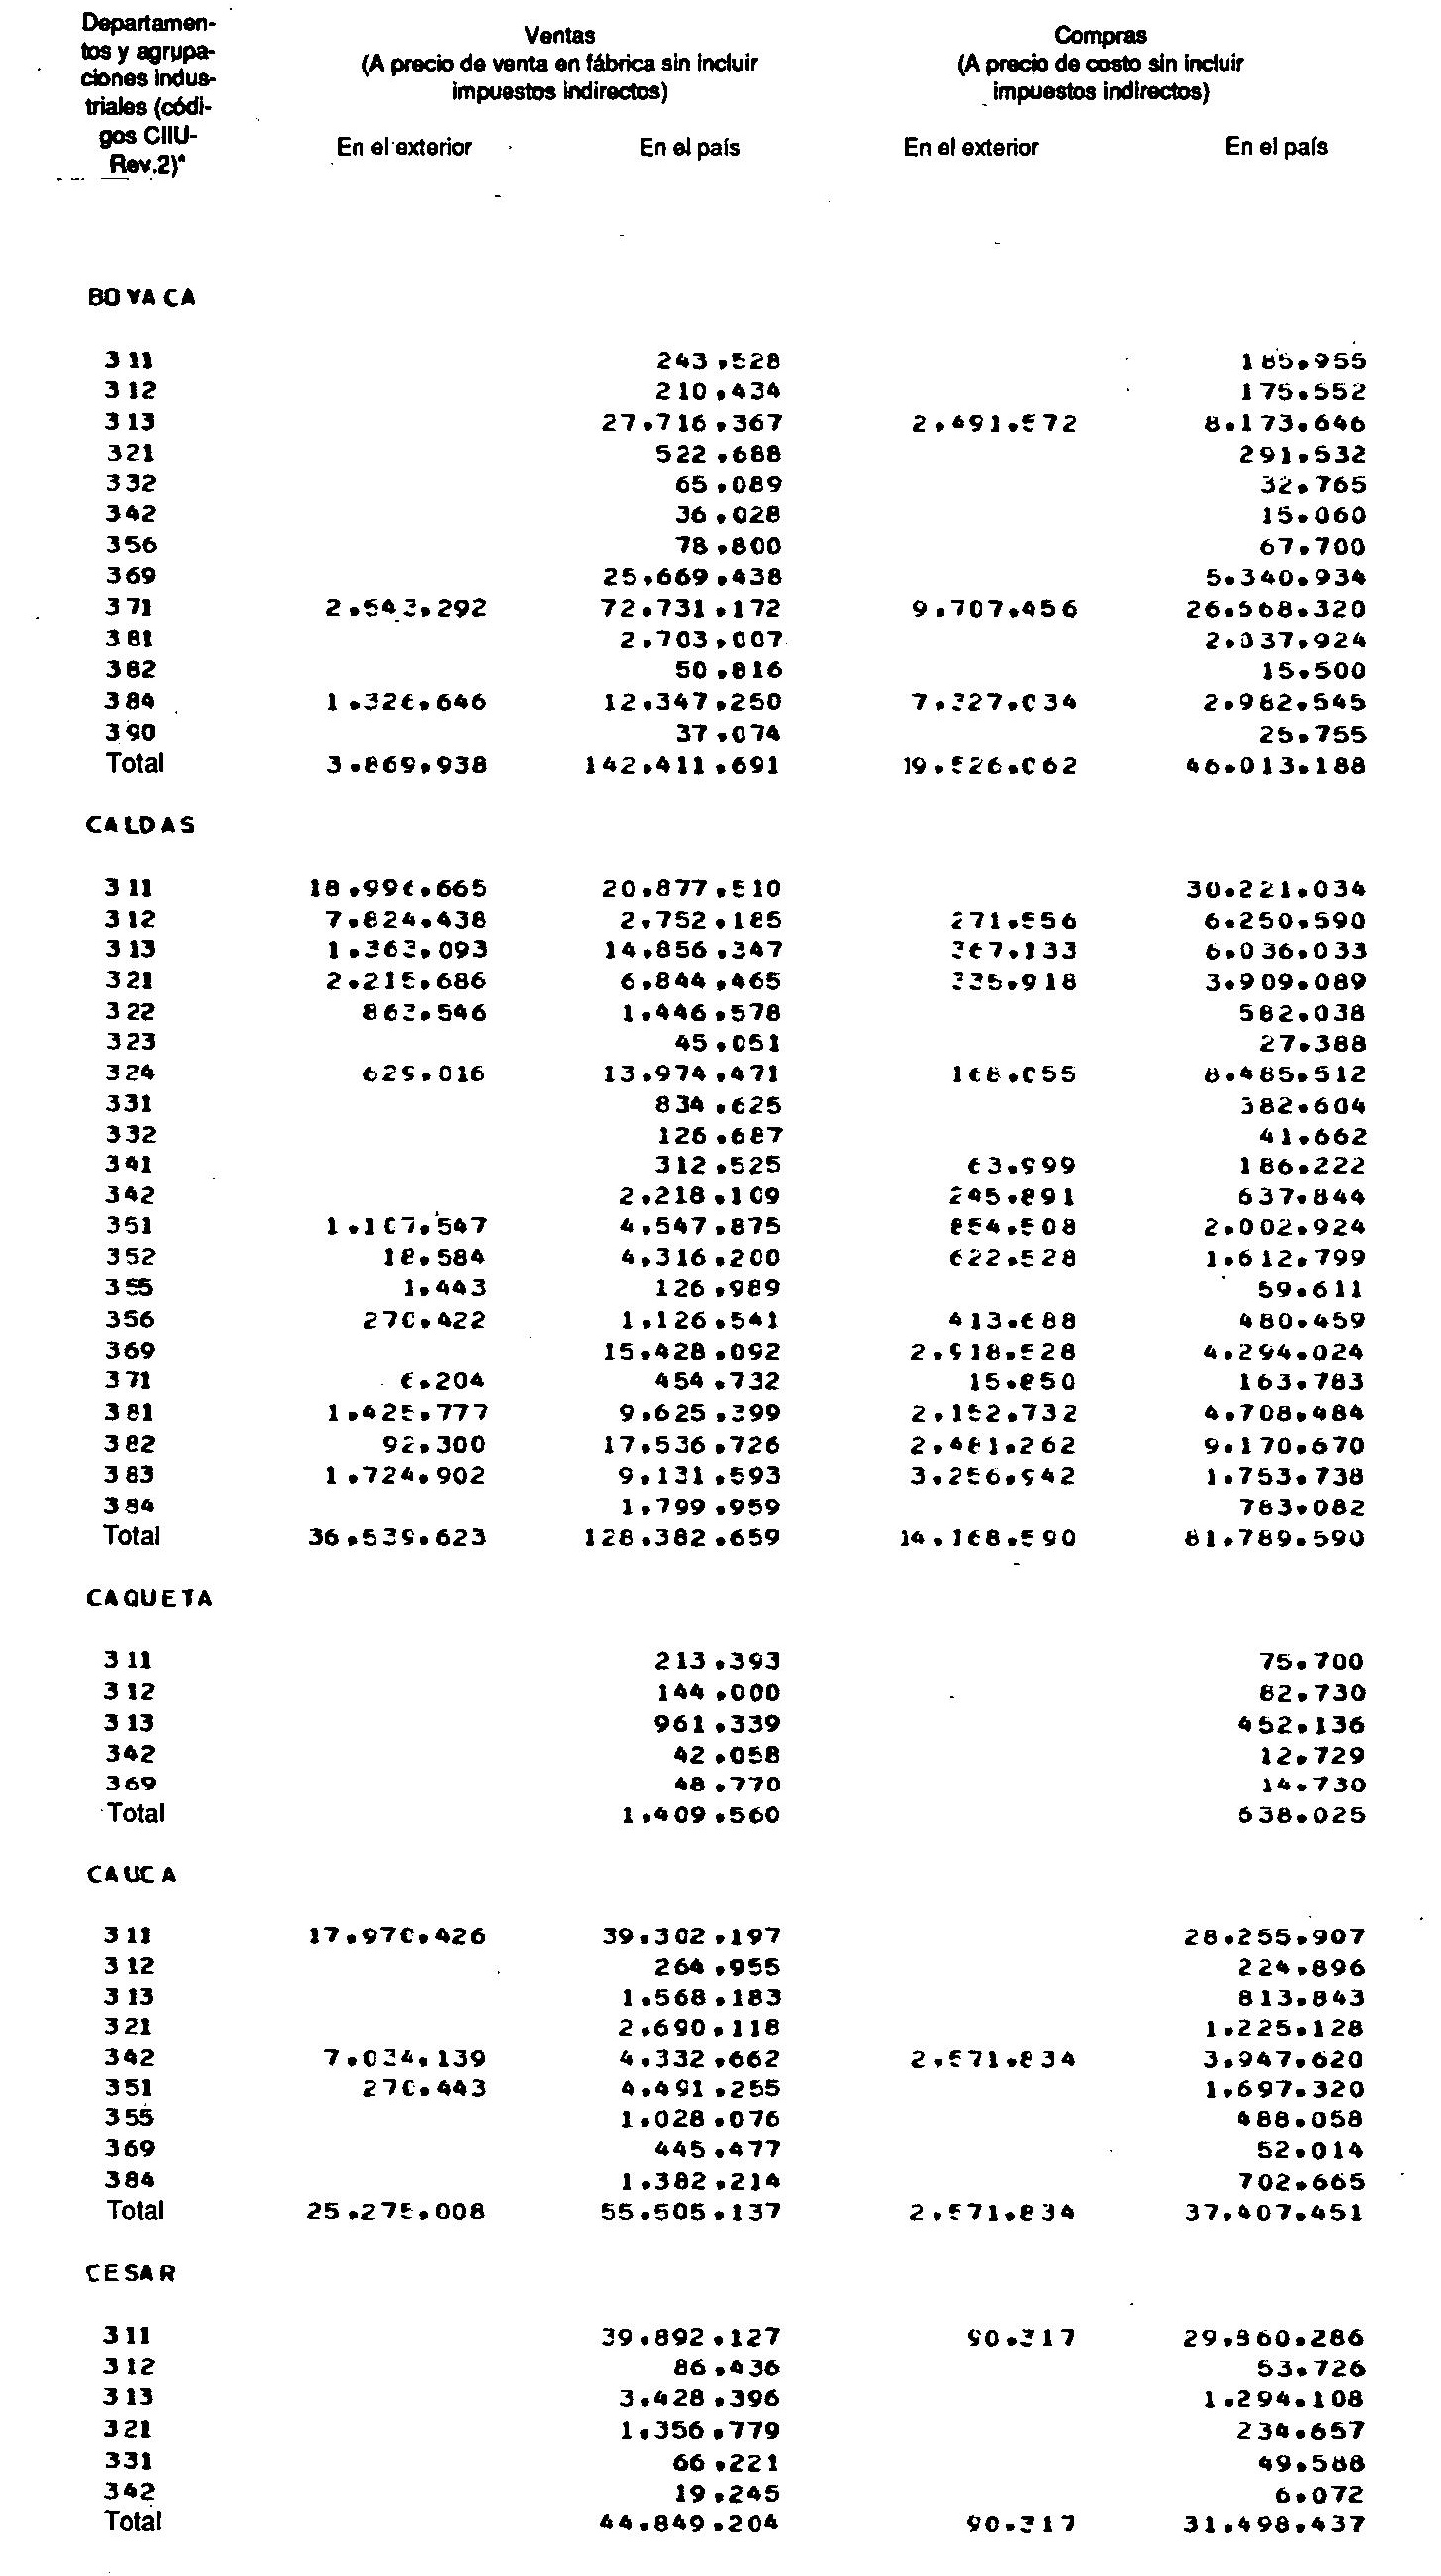 Departamen-
tos y agrupa-
ciones indus-
triales (códi-
gos CIIU-
Rev.2)*
Ventas
(A precio de venta en fábrica sin incluir
impuestos indirectos)
Compras
(A precio de costo sin incluir
impuestos indirectos)
En el exterior En el país En el exterior En el país
BOYACA
311 243.528 185.955
312 210.434 175.552
313 27.716.367 2.491.572 8.173.646
321 522.688 291.532
332 65.089 32.765
342 36.028 15.060
356 78.800 67.700
369 25.669.438 5.340.934
371 2.543.292 72.731.172 9.707.456 26.568.320
381 2.703.007 2.037.924
382 50.816 15.500
384 1.326.646 12.347.250 7.327.034 2.982.545
390 37.074 25.755
Total 3.869.938 142.411.691 19.526.062 46.013.188
CALDAS
311 18.996.665 20.877.510 30.221.034
312 7.824.438 2.752.185 271.556 6.250.590
313 1.363.093 14.856.347 367.133 6.036.033
321 2.215.686 6.844.465 335.918 3.909.089
322 863.546 1.446.578 582.038
323 45.051 27.388
324 629.016 13.974.471 168.055 8.485.512
331 834.625 382.604
332 126.687 41.662
341 312.525 63.999 186.222
342 2.218.109 245.891 637.844
351 1.107.547 4.547.875 854.508 2.002.924
352 18.584 4.316.200 622.528 1.612.799
355 1.443 126.989 59.611
356 270.422 1.126.541 413.688 480.459
369 15.428.092 2.918.528 4.294.024
371 6.204 454.732 15.850 163.783
381 1.425.777 9.625.399 2.152.732 4.708.484
382 92.300 17.536.726 2.481.262 9.170.670
383 1.724.902 9.131.593 3.256.942 1.753.738
384 1.799.959 783.082
Total 36.539.623 128.382.659 14.168.590 81.789.590
CAQUETA
311 213.393 75.700
312 144.000 82.730
313 961.339 452.136
342 42.058 12.729
369 48.770 14.730
Total 1.409.560 638.025
CAUCA
311 17.970.426 39.302.197 28.255.907
312 264.955 224.896
313 1.568.183 813.843
321 2.690.118 1.225.128
342 7.034.139 4.332.662 2.571.834 3.947.620
351 270.443 4.491.255 1.697.320
355 1.028.076 488.058
369 445.477 52.014
384 1.382.214 702.665
Total 25.275.008 55.505.137 2.571.834 37.407.451
CESAR
311 39.892.127 90.317 29.860.286
312 86.436 53.726
313 3.428.396 1.294.108
321 1.356.779 234.657
331 66.221 49.588
342 19.245 6.072
Total 44.849.204 90.317 31.498.437